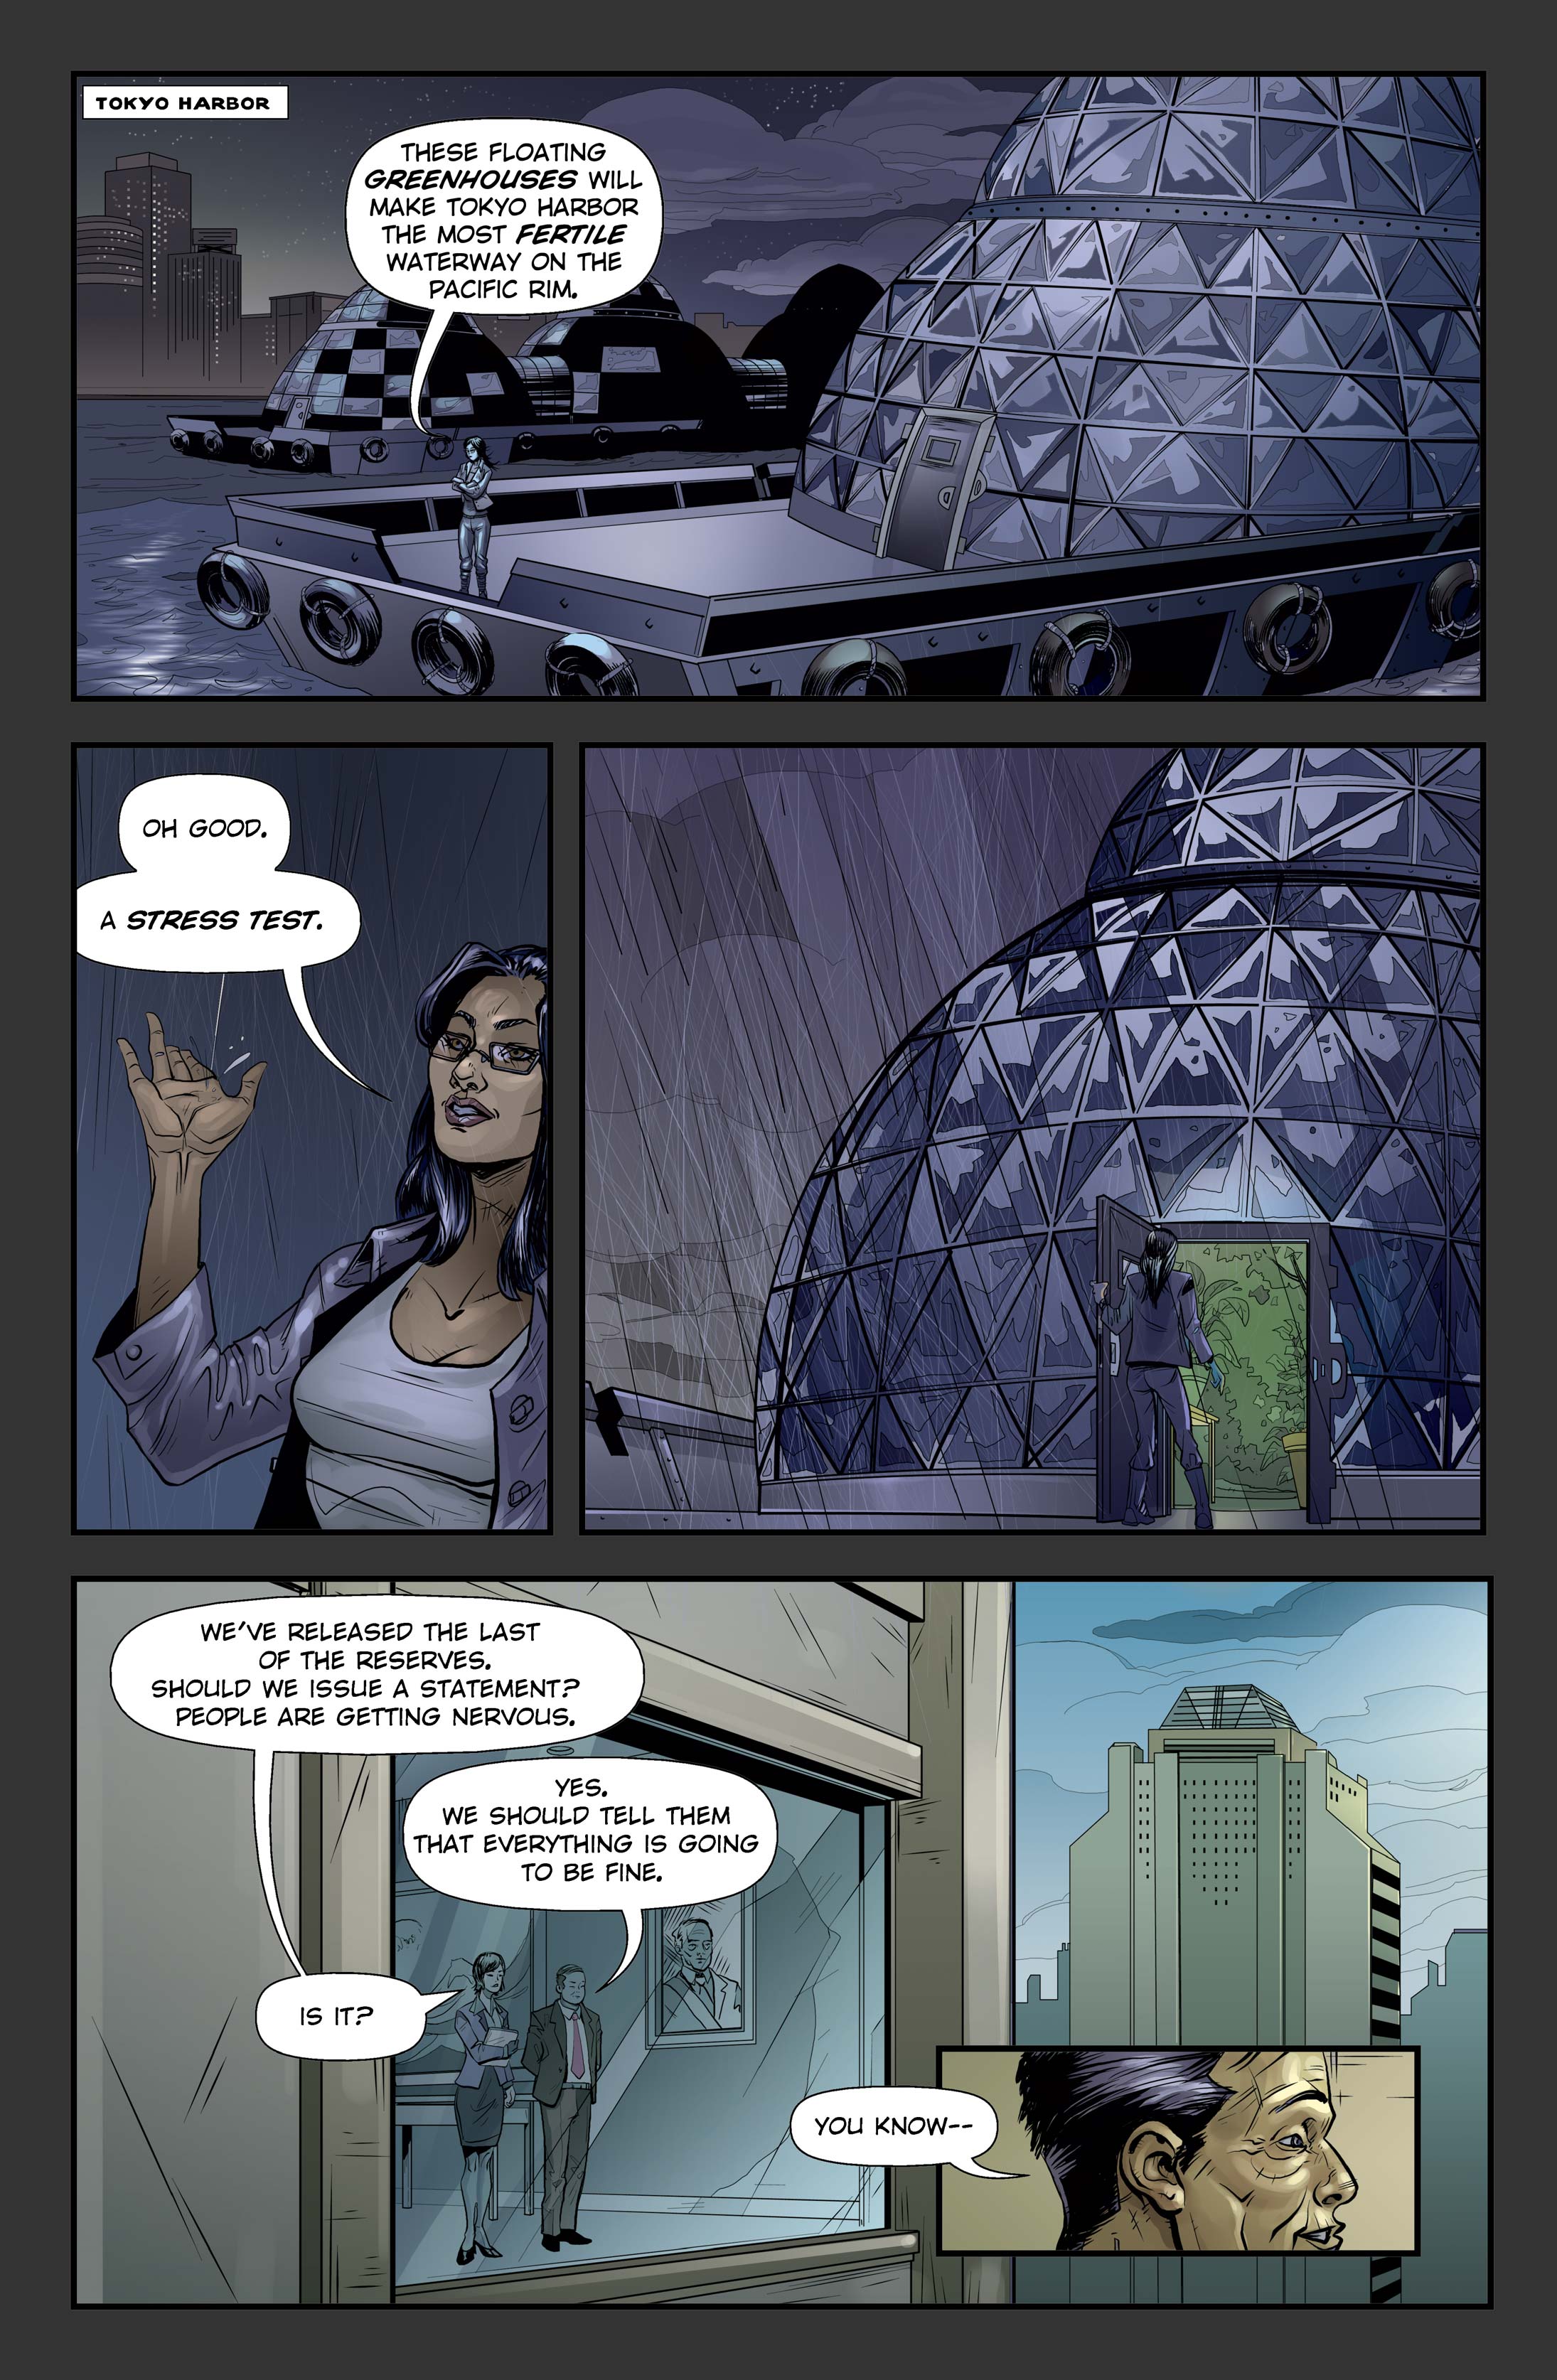 TOKYO HARBOR
THESE FLOATING
GREENHOUSES WILL
MAKE TOKYO HARBOR
THE MOST FERTILE
WATERWAY ON THE
PACIFIC RIM.
OH GOOD.
A STRESS TEST.
WE'VE RELEASED THE LAST
OF THE RESERVES.
SHOULD WE ISSUE A STATEMENT?
PEOPLE ARE GETTING NERVOUS.
YES.
WE SHOULD TELL THEM
THAT EVERYTHING IS GOING
TO BE FINE.
IS IT?
YOU KNOW--